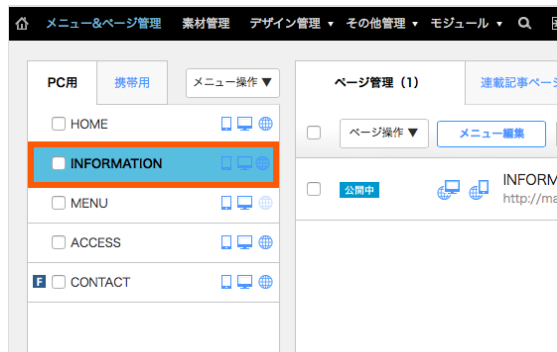 メニュー&ページ管理 素材管理 デザイン管理 ▼ その他管理 ▼ モジュール ▼
PC用 携帯用 メニュー操作 ▼
HOME
INFORMATION
MENU
ACCESS
F CONTACT
ページ管理（1） 連載記事ペー
ページ操作 ▼ メニュー編集
公開中 INFORM
http://ma